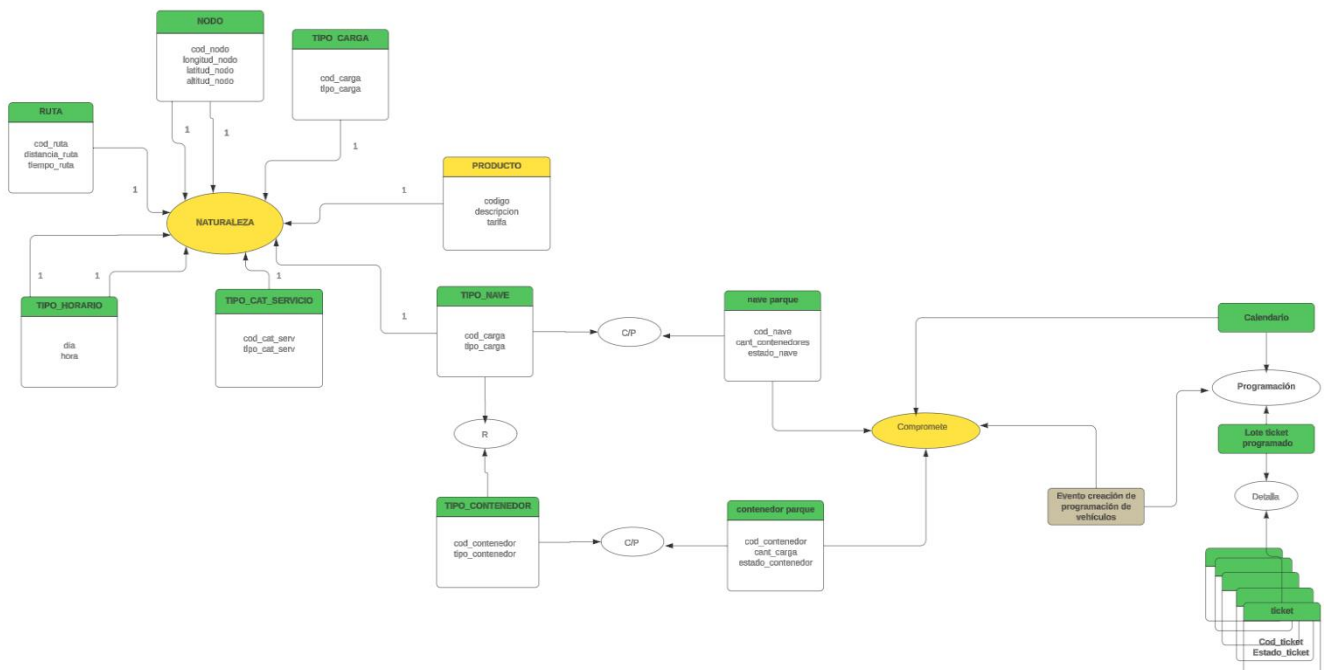 NODO
cod_nodo
longitud_nodo
latitud_nodo
altitud_nodo
TIPO_CARGA
cod_carga
tipo_carga
RUTA
cod_ruta
distancia_ruta
tiempo_ruta
1
1
1
1
PRODUCTO
codigo
descripcion
tarifa
1
NATURALEZA
1
1
1
1
TIPO_HORARIO
dia
hora
TIPO_CAT_SERVICIO
cod_cat_serv
tipo_cat_serv
TIPO_NAVE
cod_carga
tipo_carga
C/P
nave parque
cod_nave
cant_contenedores
estado_nave
Calendario
Programación
R
Compromete
Lote ticket
programado
TIPO_CONTENEDOR
cod_contenedor
tipo_contenedor
C/P
contenedor parque
cod_contenedor
cant_carga
estado_contenedor
Evento creación de
programación de
vehículos
Detalla
ticket
Cod_ticket
Estado_ticket